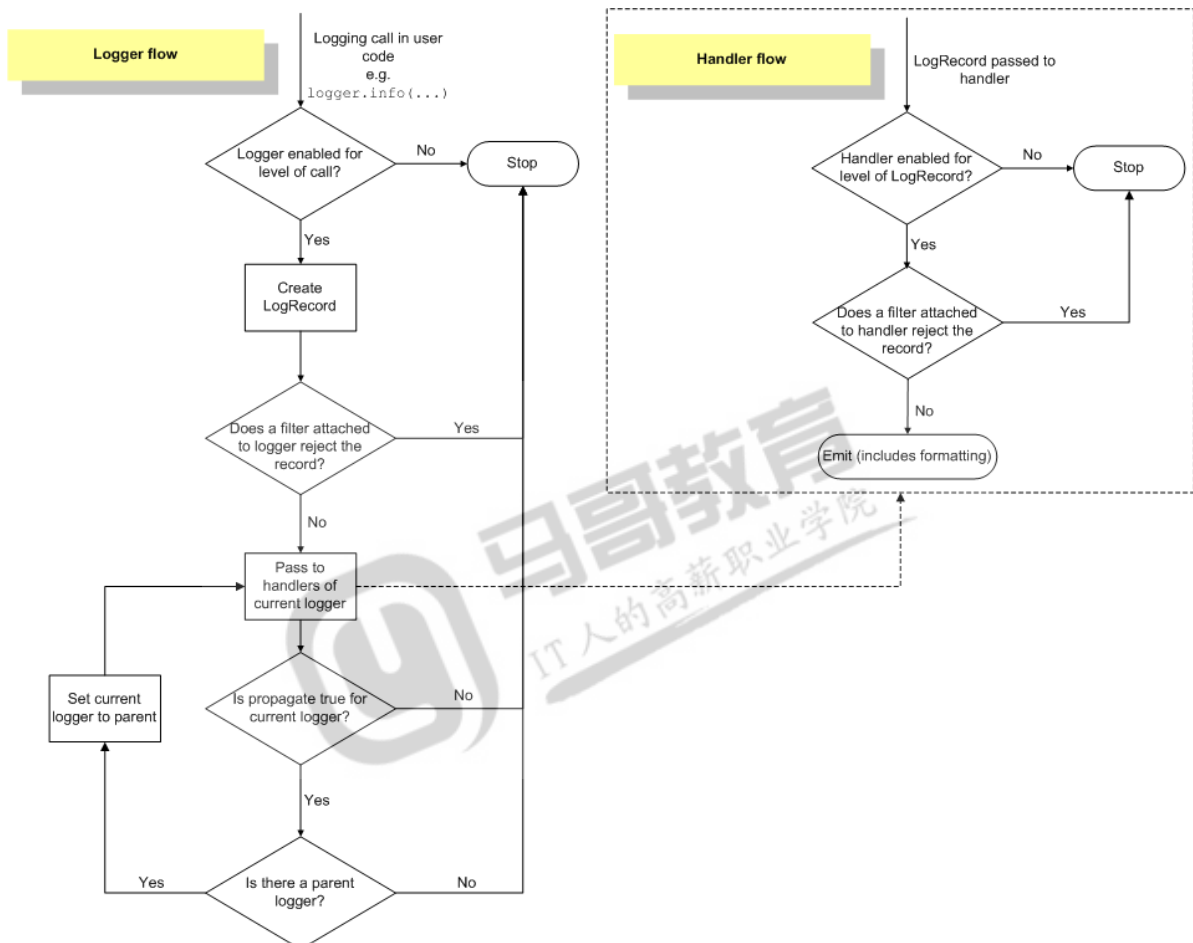 Logger flow
Logging call in user
code
e.g.
logger.info(...)
Logger enabled for
level of call?
No
Stop
Yes
Create
LogRecord
Does a filter attached
to logger reject the
record?
Yes
No
Pass to
handlers of
current logger
Is propagate true for
current logger?
No
Set current
logger to parent
Yes
Is there a parent
logger?
Yes
No
Handler flow
LogRecord passed to
handler
Handler enabled for
level of LogRecord?
No
Stop
Yes
Does a filter attached
to handler reject the
record?
Yes
No
Emit (includes formatting)
马哥教育
IT人的高薪职业学院